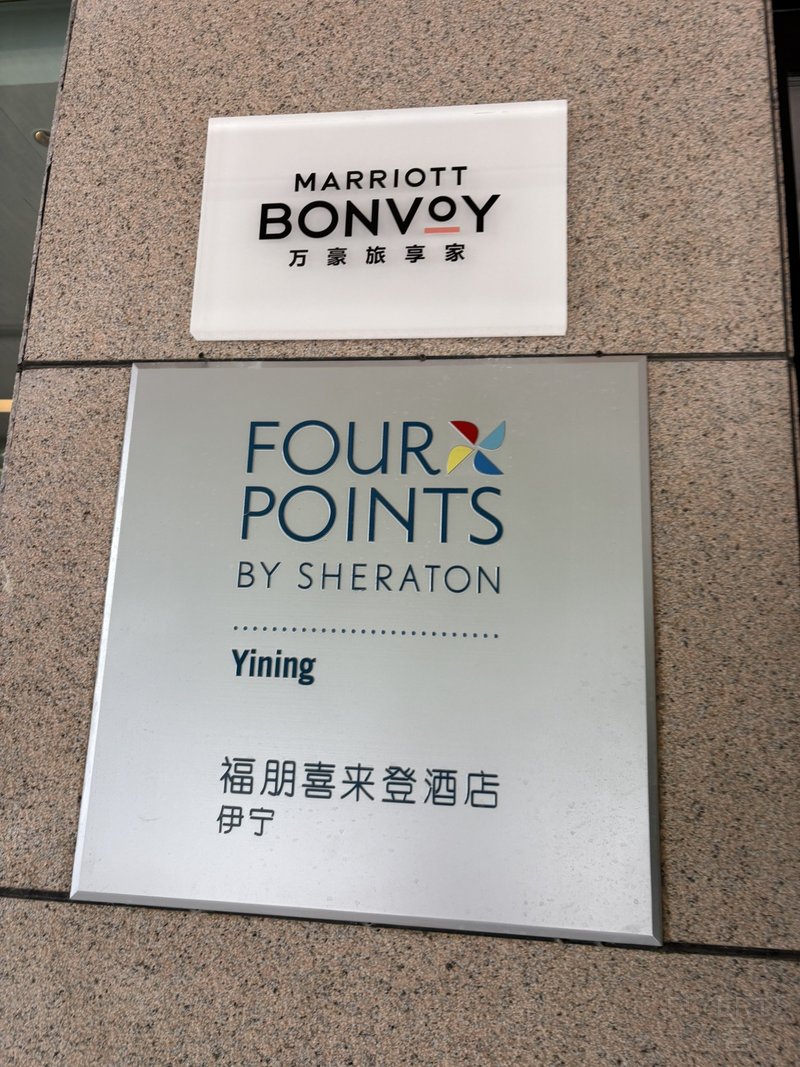 MARRIOTT
BONVOY
万豪旅享家
FOUR
POINTS
BY SHERATON
Yining
福朋喜来登酒店
伊宁